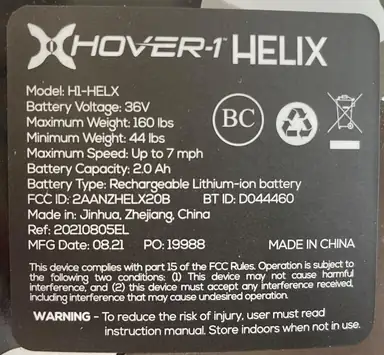 HOVER-1™ HELIX
Model: H1-HELX
Battery Voltage: 36V
Maximum Weight: 160 lbs
Minimum Weight: 44 lbs
Maximum Speed: Up to 7 mph
Battery Capacity: 2.0 Ah
Battery Type: Rechargeable Lithium-ion battery
FCC ID: 2AANZHELX20B BT ID: D044460
Made in: Jinhua, Zhejiang, China
Ref: 20210805EL
MFG Date: 08.21 PO: 19988 MADE IN CHINA
BC
This device complies with part 15 of the FCC Rules. Operation is subject to
the following two conditions: (1) This device may not cause harmful
interference, and (2) this device must accept any interference received,
including interference that may cause undesired operation.
WARNING - To reduce the risk of injury, user must read
instruction manual. Store indoors when not in use.